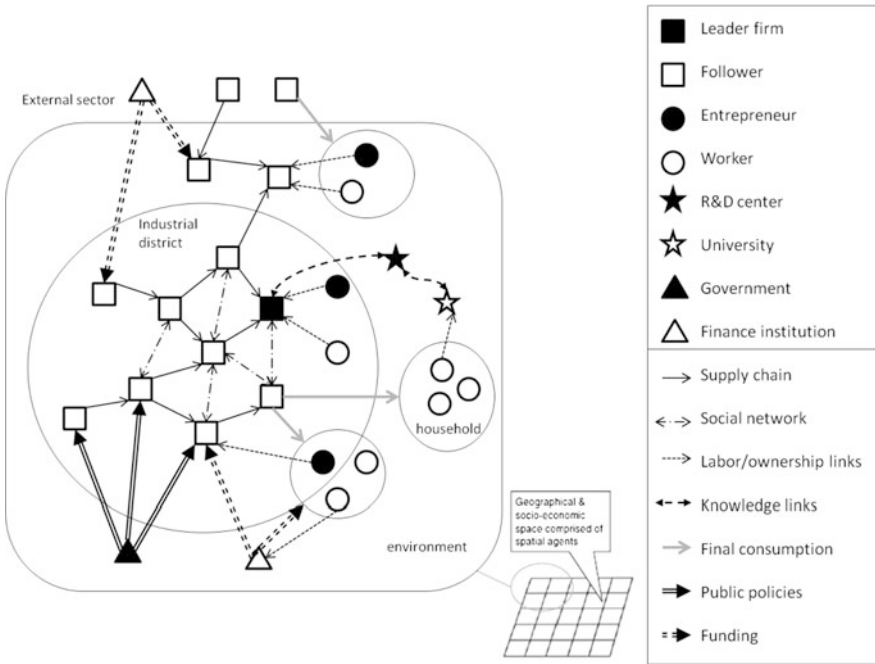 External sector
Industrial
district
household
environment
Geographical &
socio-economic
space comprised of
spatial agents
Leader firm
Follower
Entrepreneur
Worker
R&D center
University
Government
Finance institution
Supply chain
Social network
Labor/ownership links
Knowledge links
Final consumption
Public policies
Funding